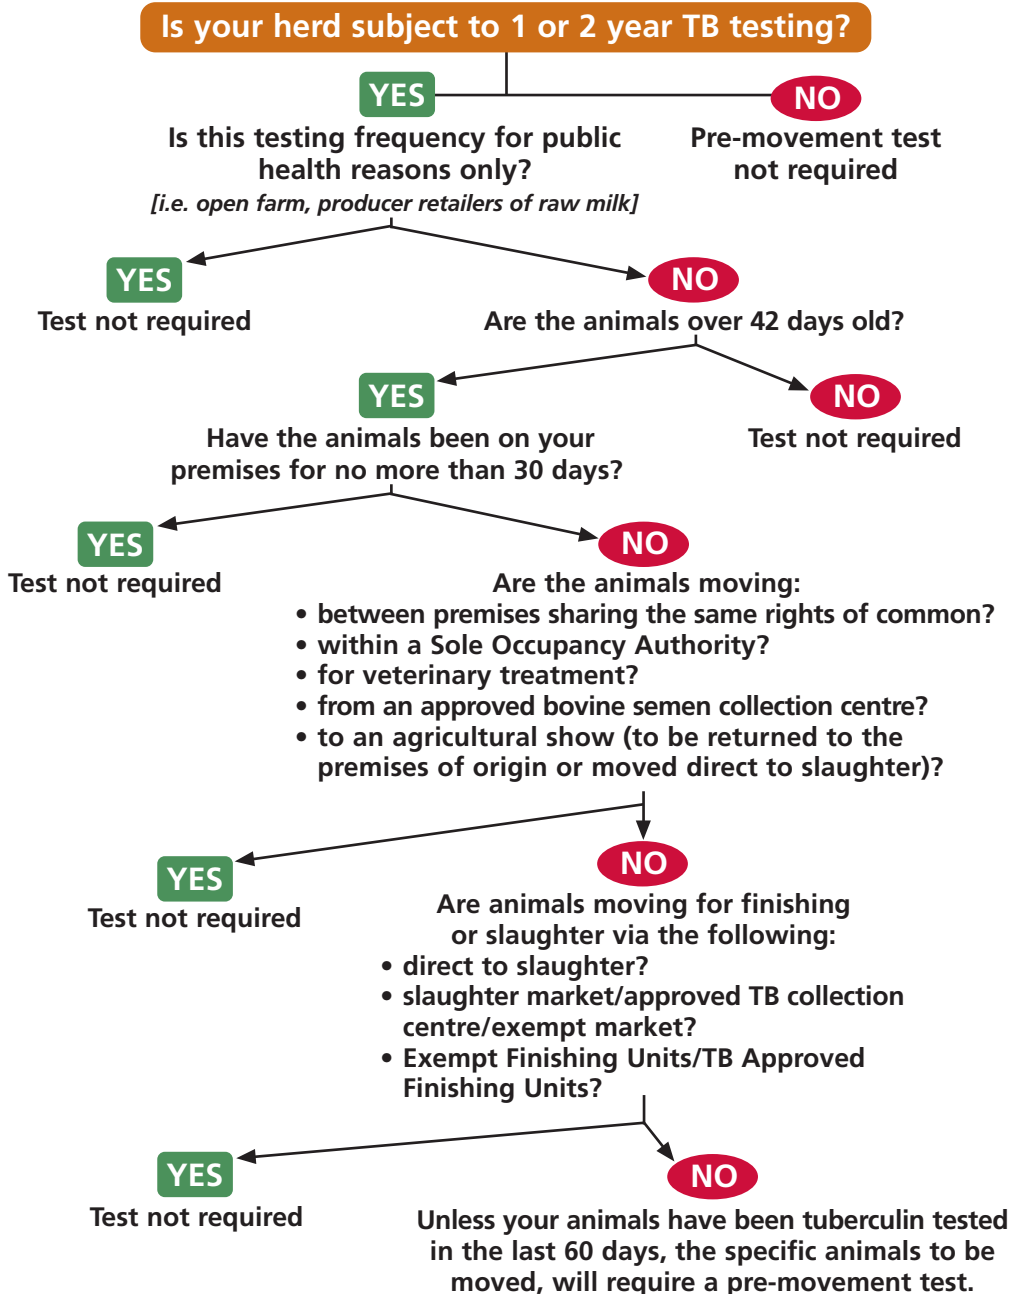 Is your herd subject to 1 or 2 year TB testing?
YES
NO
Is this testing frequency for public
health reasons only?
[i.e. open farm, producer retailers of raw milk]
Pre-movement test
not required
YES
Test not required
NO
Are the animals over 42 days old?
YES
Have the animals been on your
premises for no more than 30 days?
NO
Test not required
YES
Test not required
NO
Are the animals moving:
• between premises sharing the same rights of common?
• within a Sole Occupancy Authority?
• for veterinary treatment?
• from an approved bovine semen collection centre?
• to an agricultural show (to be returned to the
premises of origin or moved direct to slaughter)?
YES
Test not required
NO
Are animals moving for finishing
or slaughter via the following:
• direct to slaughter?
• slaughter market/approved TB collection
centre/exempt market?
• Exempt Finishing Units/TB Approved
Finishing Units?
YES
Test not required
NO
Unless your animals have been tuberculin tested
in the last 60 days, the specific animals to be
moved, will require a pre-movement test.